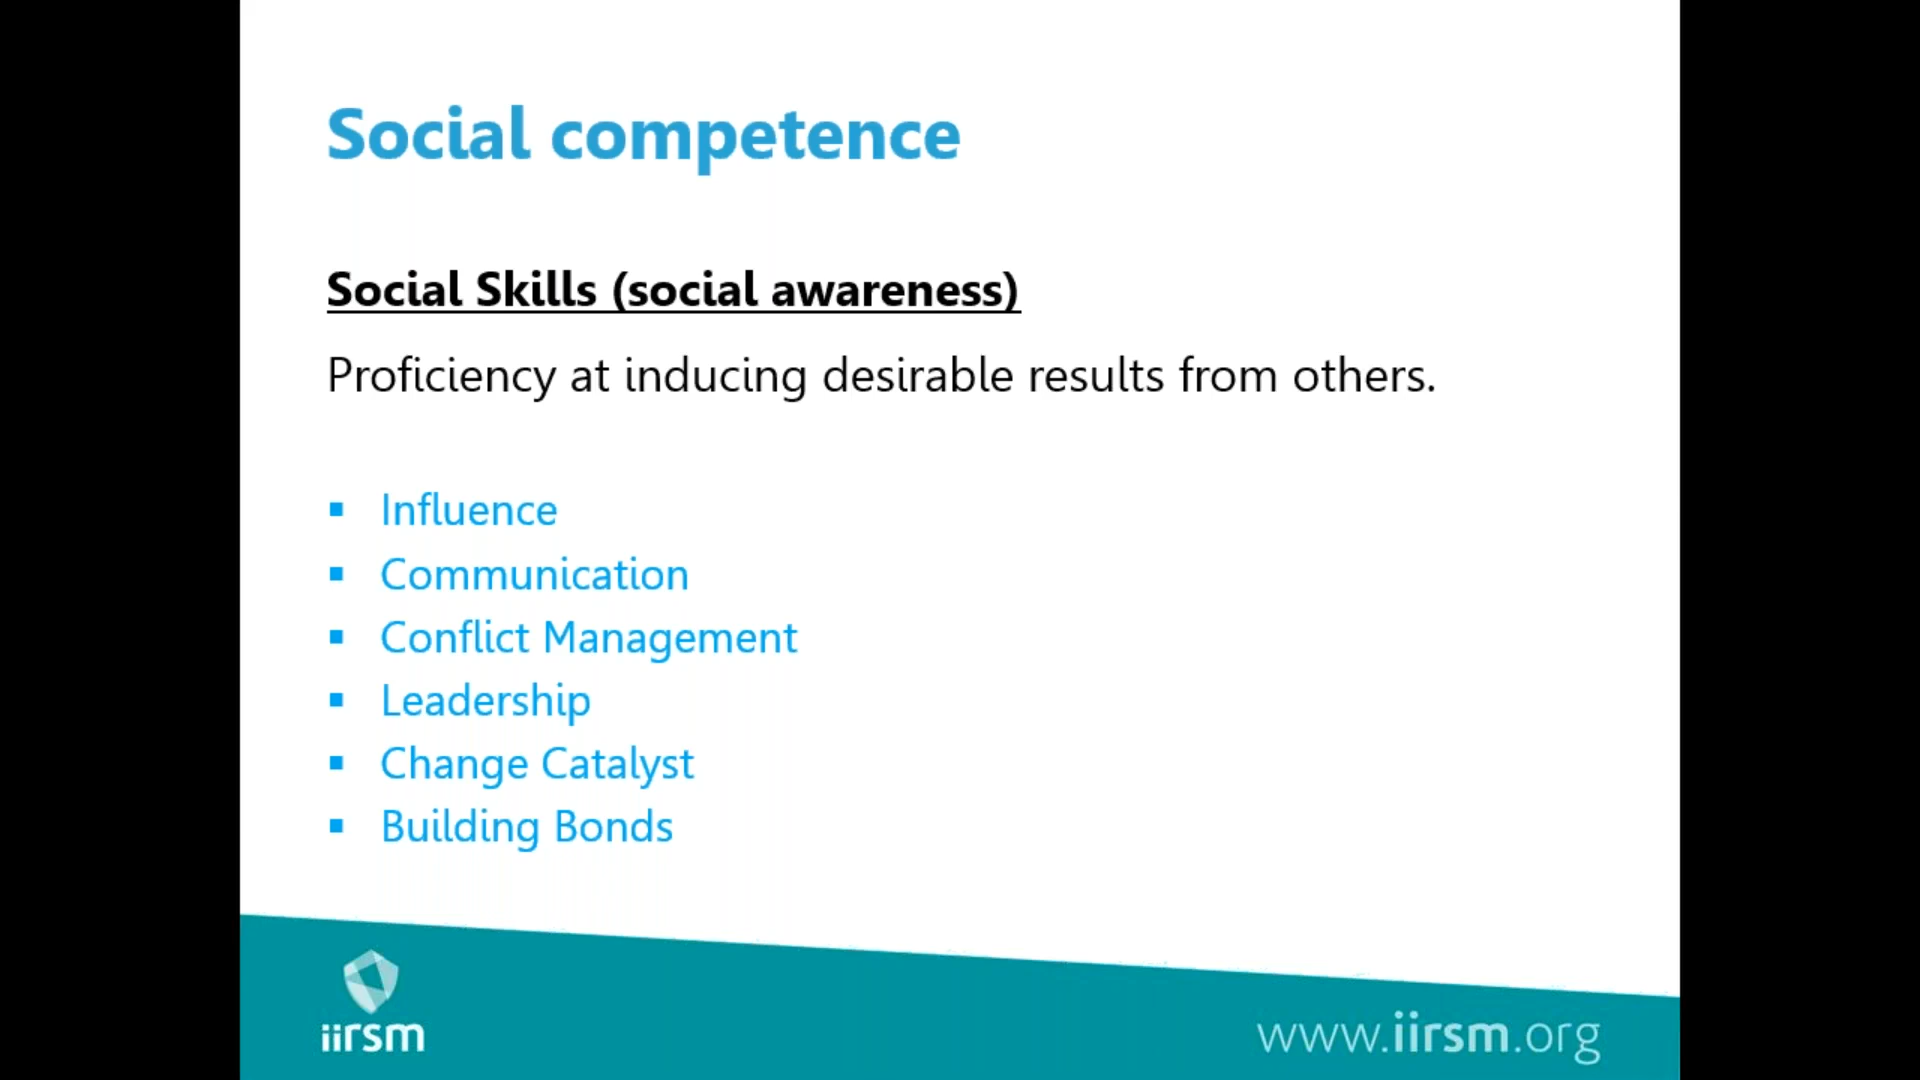 Social competence
Social Skills (social awareness)
Proficiency at inducing desirable results from others.
▪ Influence
▪ Communication
▪ Conflict Management
▪ Leadership
▪ Change Catalyst
▪ Building Bonds
iirsm
www.iirsm.org